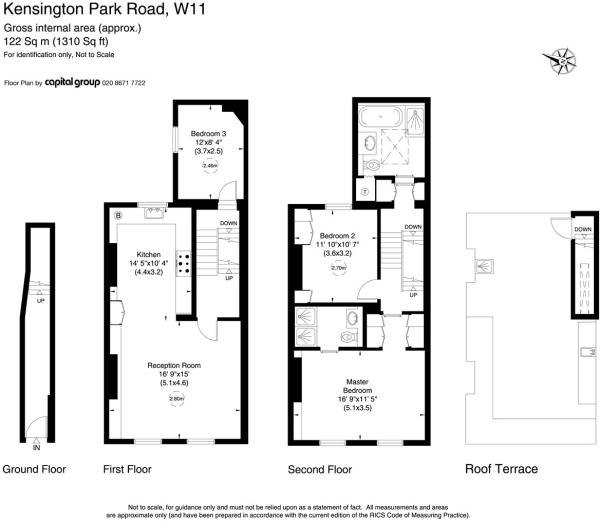 Kensington Park Road, W11
Gross internal area (approx.)
122 Sq m (1310 Sq ft)
For identification only, Not to Scale
Floor Plan by capital group 020 8671 7722
Bedroom 3
12'x8' 4"
(3.7x2.5)
2.46m
DOWN
UP
B
Kitchen
14' 5"x10' 4"
(4.4x3.2)
Reception Room
16' 9"x15'
(5.1x4.6)
2.80m
UP
IN
T
Bedroom 2
11' 10"x10' 7"
(3.6x3.2)
2.70m
DOWN
UP
Master
Bedroom
16' 9"x11' 5"
(5.1x3.5)
DOWN
Ground Floor
First Floor
Second Floor
Roof Terrace
Not to scale, for guidance only and must not be relied upon as a statement of fact. All measurements and areas
are approximate only (and have been prepared in accordance with the current edition of the RICS Code of Measuring Practice).